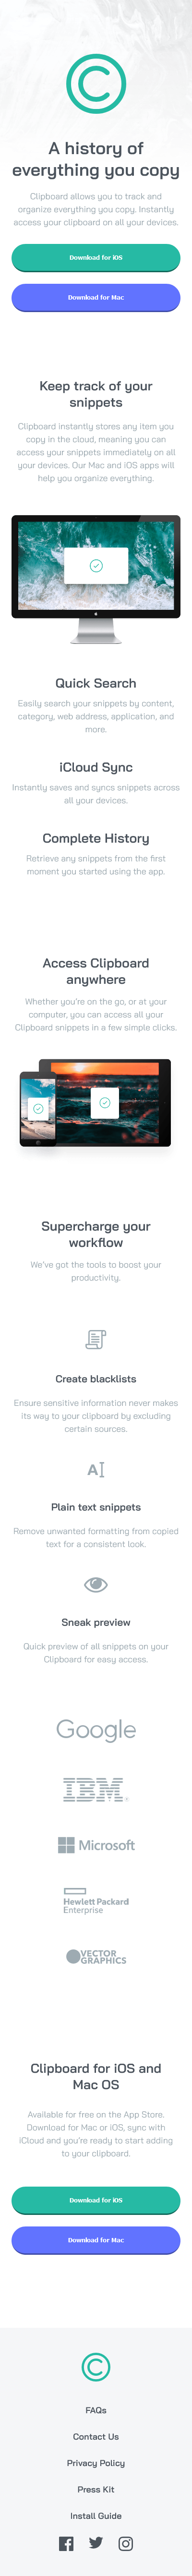 A history of
everything you copy
Clipboard allows you to track and
organize everything you copy. Instantly
access your clipboard on all your devices.
Download for iOS
Download for Mac
Keep track of your
snippets
Clipboard instantly stores any item you
copy in the cloud, meaning you can
access your snippets immediately on all
your devices. Our Mac and iOS apps will
help you organize everything.
Quick Search
Easily search your snippets by content,
category, web address, application, and
more.
iCloud Sync
Instantly saves and syncs snippets across
all your devices.
Complete History
Retrieve any snippets from the first
moment you started using the app.
Access Clipboard
anywhere
Whether you're on the go, or at your
computer, you can access all your
Clipboard snippets in a few simple clicks.
Supercharge your
workflow
We've got the tools to boost your
productivity.
Create blacklists
Ensure sensitive information never makes
its way to your clipboard by excluding
certain sources.
A
Plain text snippets
Remove unwanted formatting from copied
text for a consistent look.
Sneak preview
Quick preview of all snippets on your
Clipboard for easy access.
Google
IBM
Microsoft
Hewlett Packard
Enterprise
VECTOR
GRAPHICS
Clipboard for iOS and
Mac OS
Available for free on the App Store.
Download for Mac or iOS, sync with
iCloud and you're ready to start adding
to your clipboard.
Download for iOS
Download for Mac
FAQs
Contact Us
Privacy Policy
Press Kit
Install Guide